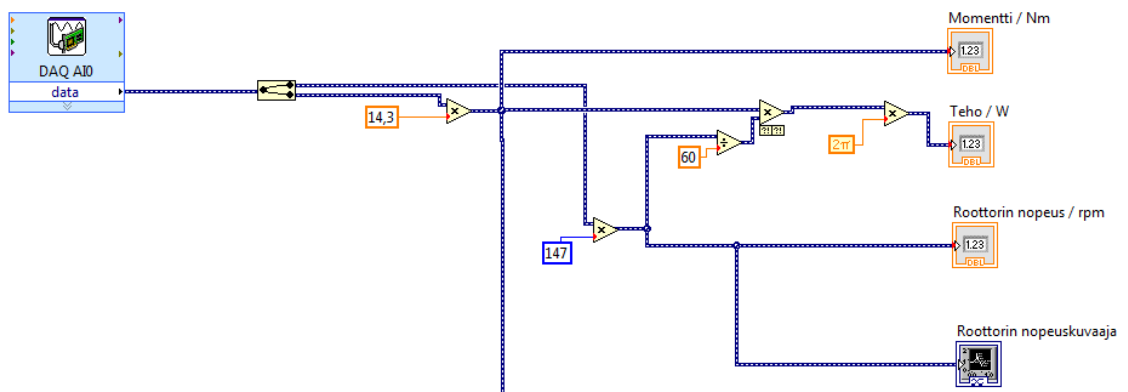 Momentti / Nm
1.23
DBL
DAQ AI0
data
14,3
Teho / W
1.23
DBL
60
2π
?! ?!
147
Roottorin nopeus / rpm
1.23
DBL
Roottorin nopeuskuvaaja